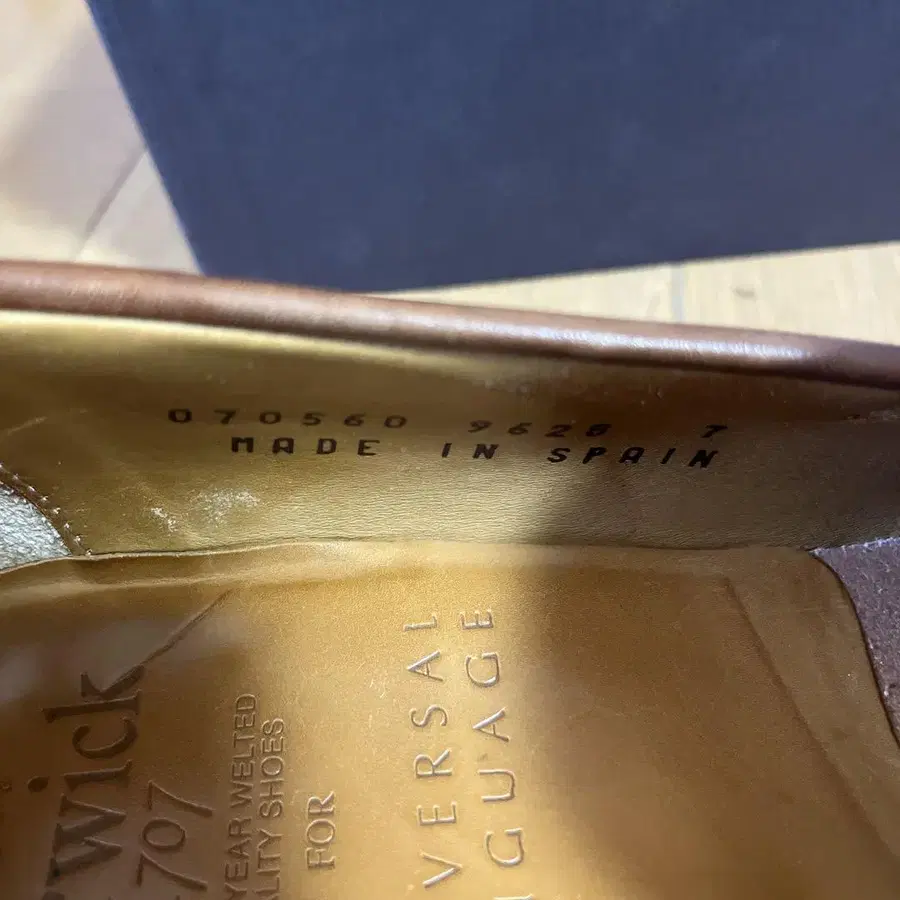 070560 9628 7
MADE IN SPAIN
wick
707
YEAR WELTED
LITY SHOES
FOR
VERSAL
GUAGE